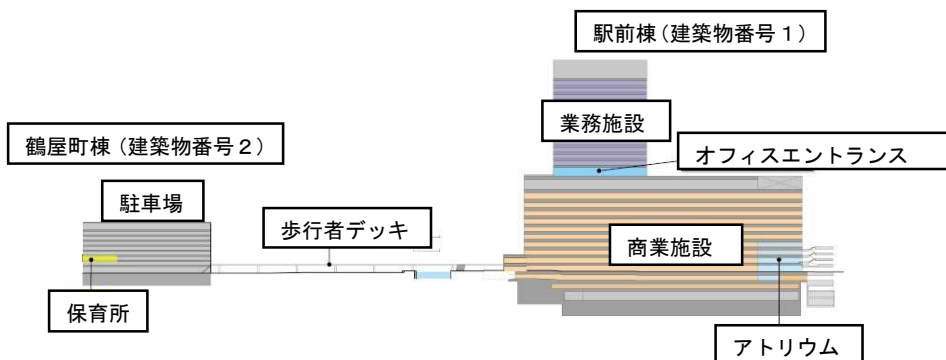 駅前棟（建築物番号１）
業務施設
鶴屋町棟（建築物番号２）
オフィスエントランス
駐車場
歩行者デッキ
商業施設
保育所
アトリウム